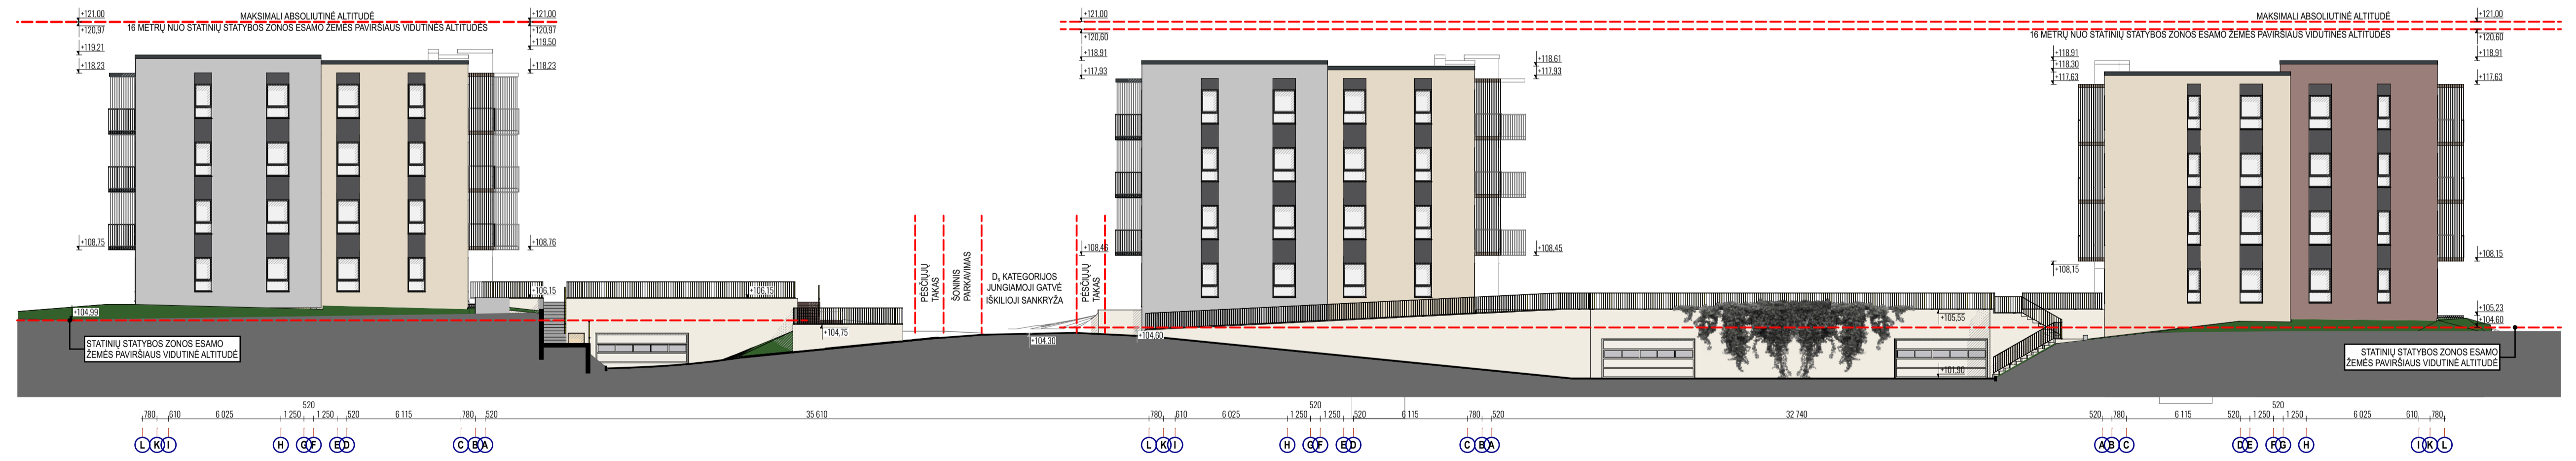 +121,00
MAKSIMALI ABSOLIUTINĖ ALTITUDĖ
+121,00
+120,97
16 METRŲ NUO STATINIŲ STATYBOS ZONOS ESAMO ŽEMĖS PAVIRŠIAUS VIDUTINĖS ALTITUDĖS
+120,97
+119,21
+119,50
+118,23
+118,23
+108,75
+108,76
+106,15
+106,15
+104,99
+104,75
STATINIŲ STATYBOS ZONOS ESAMO
ŽEMĖS PAVIRŠIAUS VIDUTINĖ ALTITUDĖ
PĖSČIŲJŲ
TAKAS
ŠONINIS
PARKAVIMAS
Ds KATEGORIJOS
JUNGIAMOJI GATVĖ
IŠKILIOJI SANKRYŽA
PĖSČIŲJŲ
TAKAS
+104.30
+121,00
+120,60
+118,91
+118,61
+117,93
+117,93
+108,46
+108,45
+104,60
+105,55
+101,90
MAKSIMALI ABSOLIUTINĖ ALTITUDĖ
+121,00
16 METRŲ NUO STATINIŲ STATYBOS ZONOS ESAMO ŽEMĖS PAVIRŠIAUS VIDUTINĖS ALTITUDĖS
+120,60
+118,91
+118,91
+118,30
+117,63
+117,63
+108,15
+108,15
+105,23
+104,60
STATINIŲ STATYBOS ZONOS ESAMO
ŽEMĖS PAVIRŠIAUS VIDUTINĖ ALTITUDĖ
520 520 520
780 610 6 025 1 250 1 250 520 6 115 780 520 35 610 780 610 6 025 1 250 1 250 520 6 115 780 520 32 740 520 780 6 115 520 1 250 1 250 6 025 610 780
L K I H G F E D C B A L K I H G F E D C B A A B C D E F G H I K L